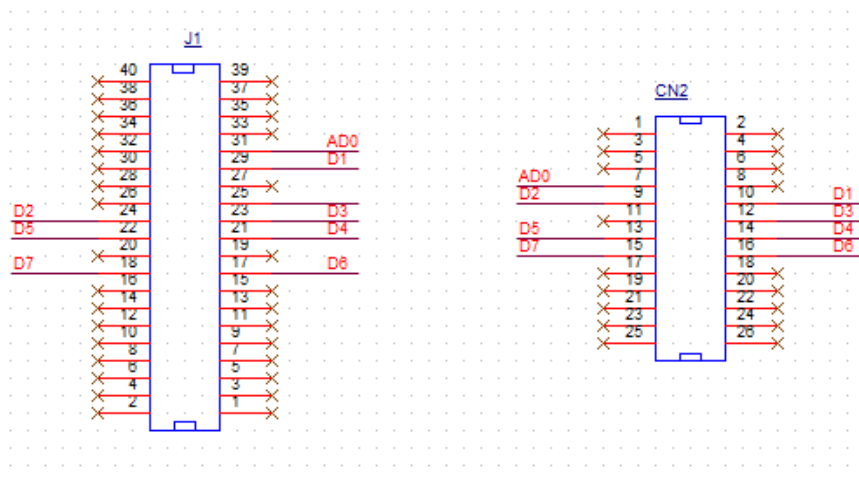 J1
40 39
38 37
36 35
34 33
32 31 AD0
30 29 D1
28 27
26 25
D2 24 23 D3
D5 22 21 D4
20 19
D7 18 17 D6
16 15
14 13
12 11
10 9
8 7
6 5
4 3
2 1
CN2
1 2
3 4
5 6
AD0 7 8
D2 9 10 D1
11 12 D3
D5 13 14 D4
D7 15 16 D6
17 18
19 20
21 22
23 24
25 26